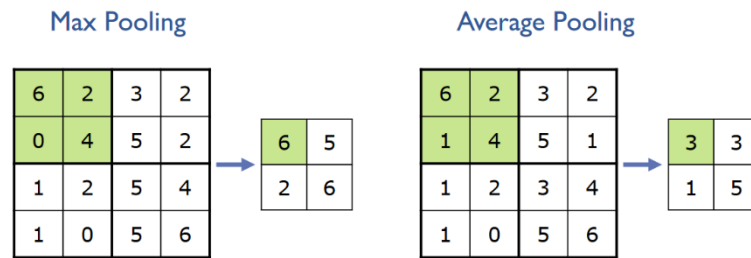 Max Pooling
6 2 3 2
0 4 5 2
1 2 5 4
1 0 5 6
6 5
2 6
Average Pooling
6 2 3 2
1 4 5 1
1 2 3 4
1 0 5 6
3 3
1 5